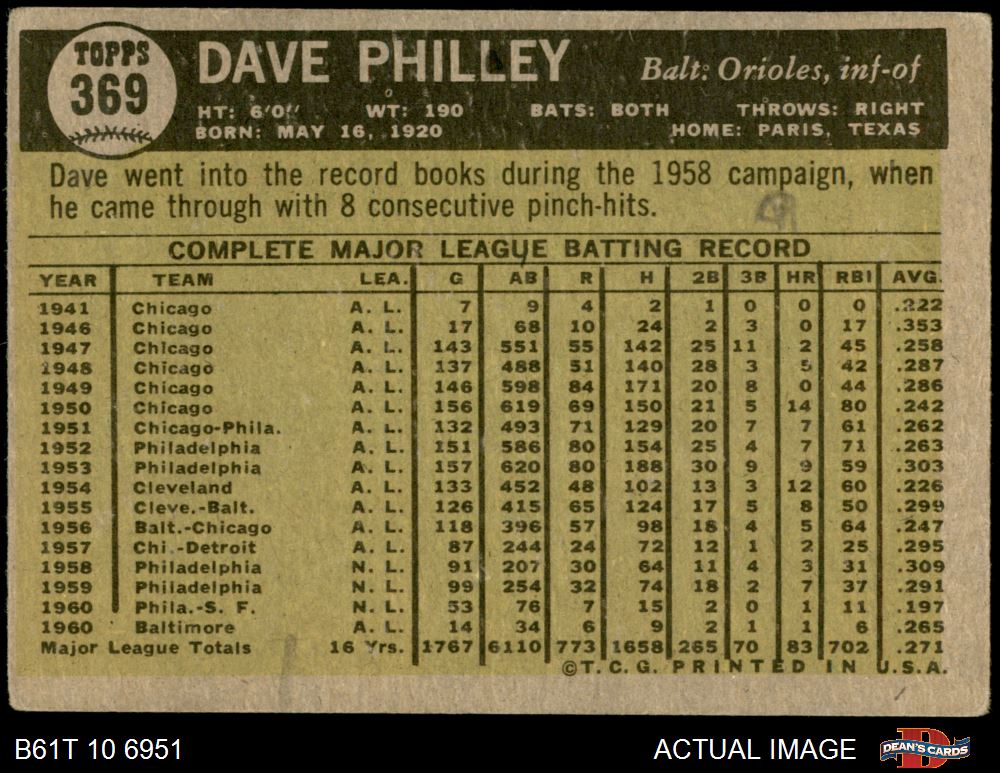 TOPPS
369
DAVE PHILLEY Balt: Orioles, inf-of
HT: 6'0" WT: 190 BATS: BOTH THROWS: RIGHT
BORN: MAY 16, 1920 HOME: PARIS, TEXAS
Dave went into the record books during the 1958 campaign, when
he came through with 8 consecutive pinch-hits.
COMPLETE MAJOR LEAGUE BATTING RECORD
YEAR TEAM LEA. G AB R H 2B 3B HR RBI AVG.
1941 Chicago A. L. 7 9 4 2 1 0 0 0 .222
1946 Chicago A. L. 17 68 10 24 2 3 0 17 .353
1947 Chicago A. L. 143 551 55 142 25 11 2 45 .258
1948 Chicago A. L. 137 488 51 140 28 3 5 42 .287
1949 Chicago A. L. 146 598 84 171 20 8 0 44 .286
1950 Chicago A. L. 156 619 69 150 21 5 14 80 .242
1951 Chicago-Phila. A. L. 132 493 71 129 20 7 7 61 .262
1952 Philadelphia A. L. 151 586 80 154 25 4 7 71 .263
1953 Philadelphia A. L. 157 620 80 188 30 9 9 59 .303
1954 Cleveland A. L. 133 452 48 102 13 3 12 60 .226
1955 Cleve.-Balt. A. L. 126 415 65 124 17 5 8 50 .299
1956 Balt.-Chicago A. L. 118 396 57 98 18 4 5 64 .247
1957 Chi.-Detroit A. L. 87 244 24 72 12 1 2 25 .295
1958 Philadelphia N. L. 91 207 30 64 11 4 3 31 .309
1959 Philadelphia N. L. 99 254 32 74 18 2 7 37 .291
1960 Phila.-S. F. N. L. 53 76 7 15 2 0 1 11 .197
1960 Baltimore A. L. 14 34 6 9 2 1 1 6 .265
Major League Totals 16 Yrs. 1767 6110 773 1658 265 70 83 702 .271
©T. C. G. PRINTED IN U.S.A.
B61T 10 6951 ACTUAL IMAGE DEAN'S CARDS